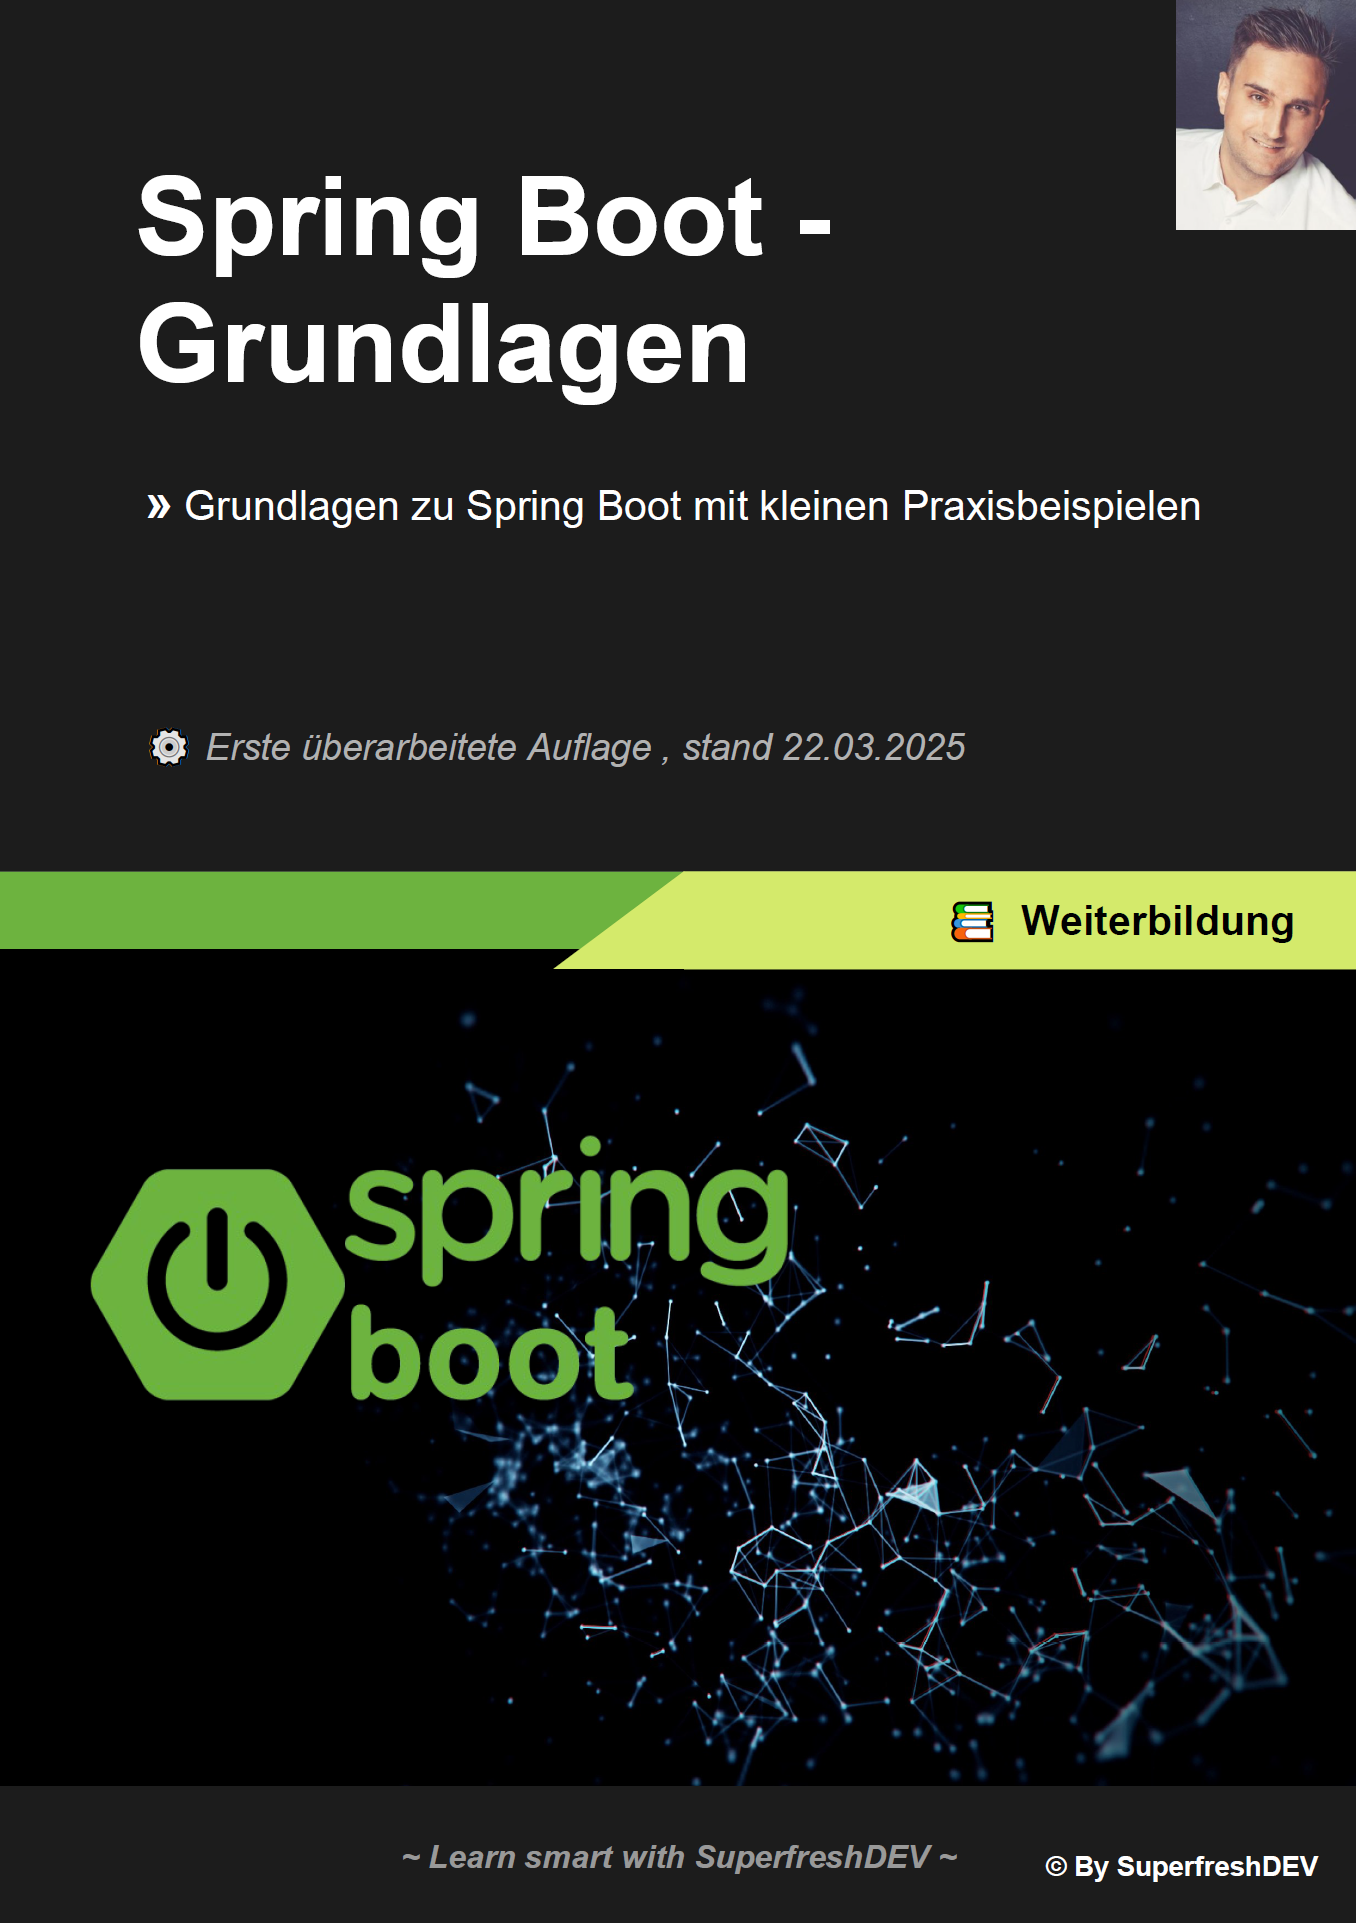 Spring Boot -
Grundlagen
» Grundlagen zu Spring Boot mit kleinen Praxisbeispielen
Erste überarbeitete Auflage , stand 22.03.2025
Weiterbildung
spring
boot
~ Learn smart with SuperfreshDEV ~
© By SuperfreshDEV